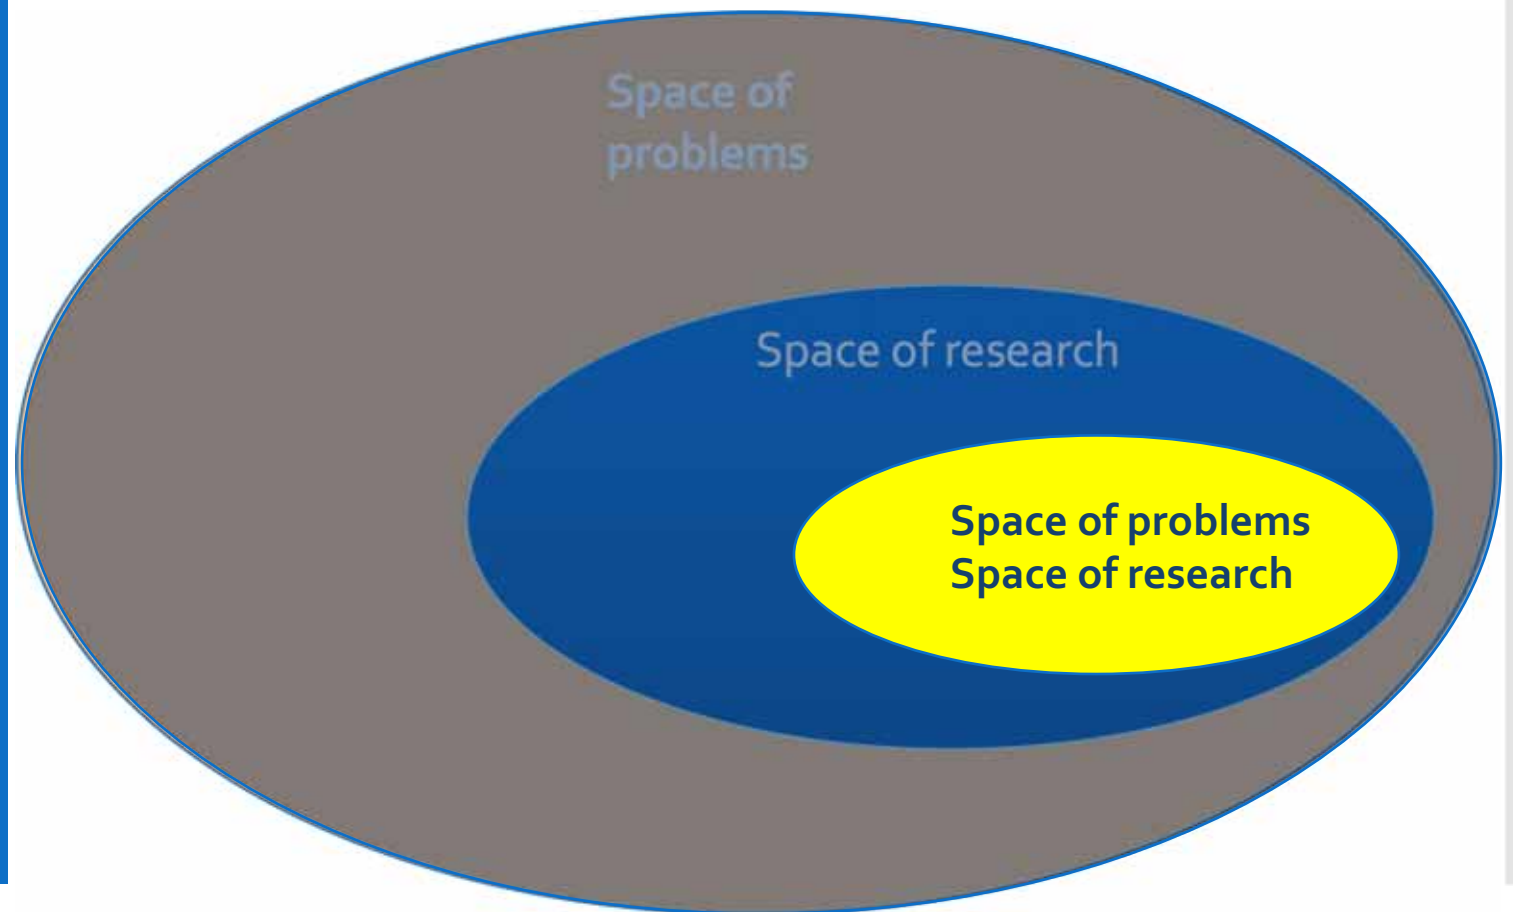 Space of
problems
Space of research
Space of problems
Space of research